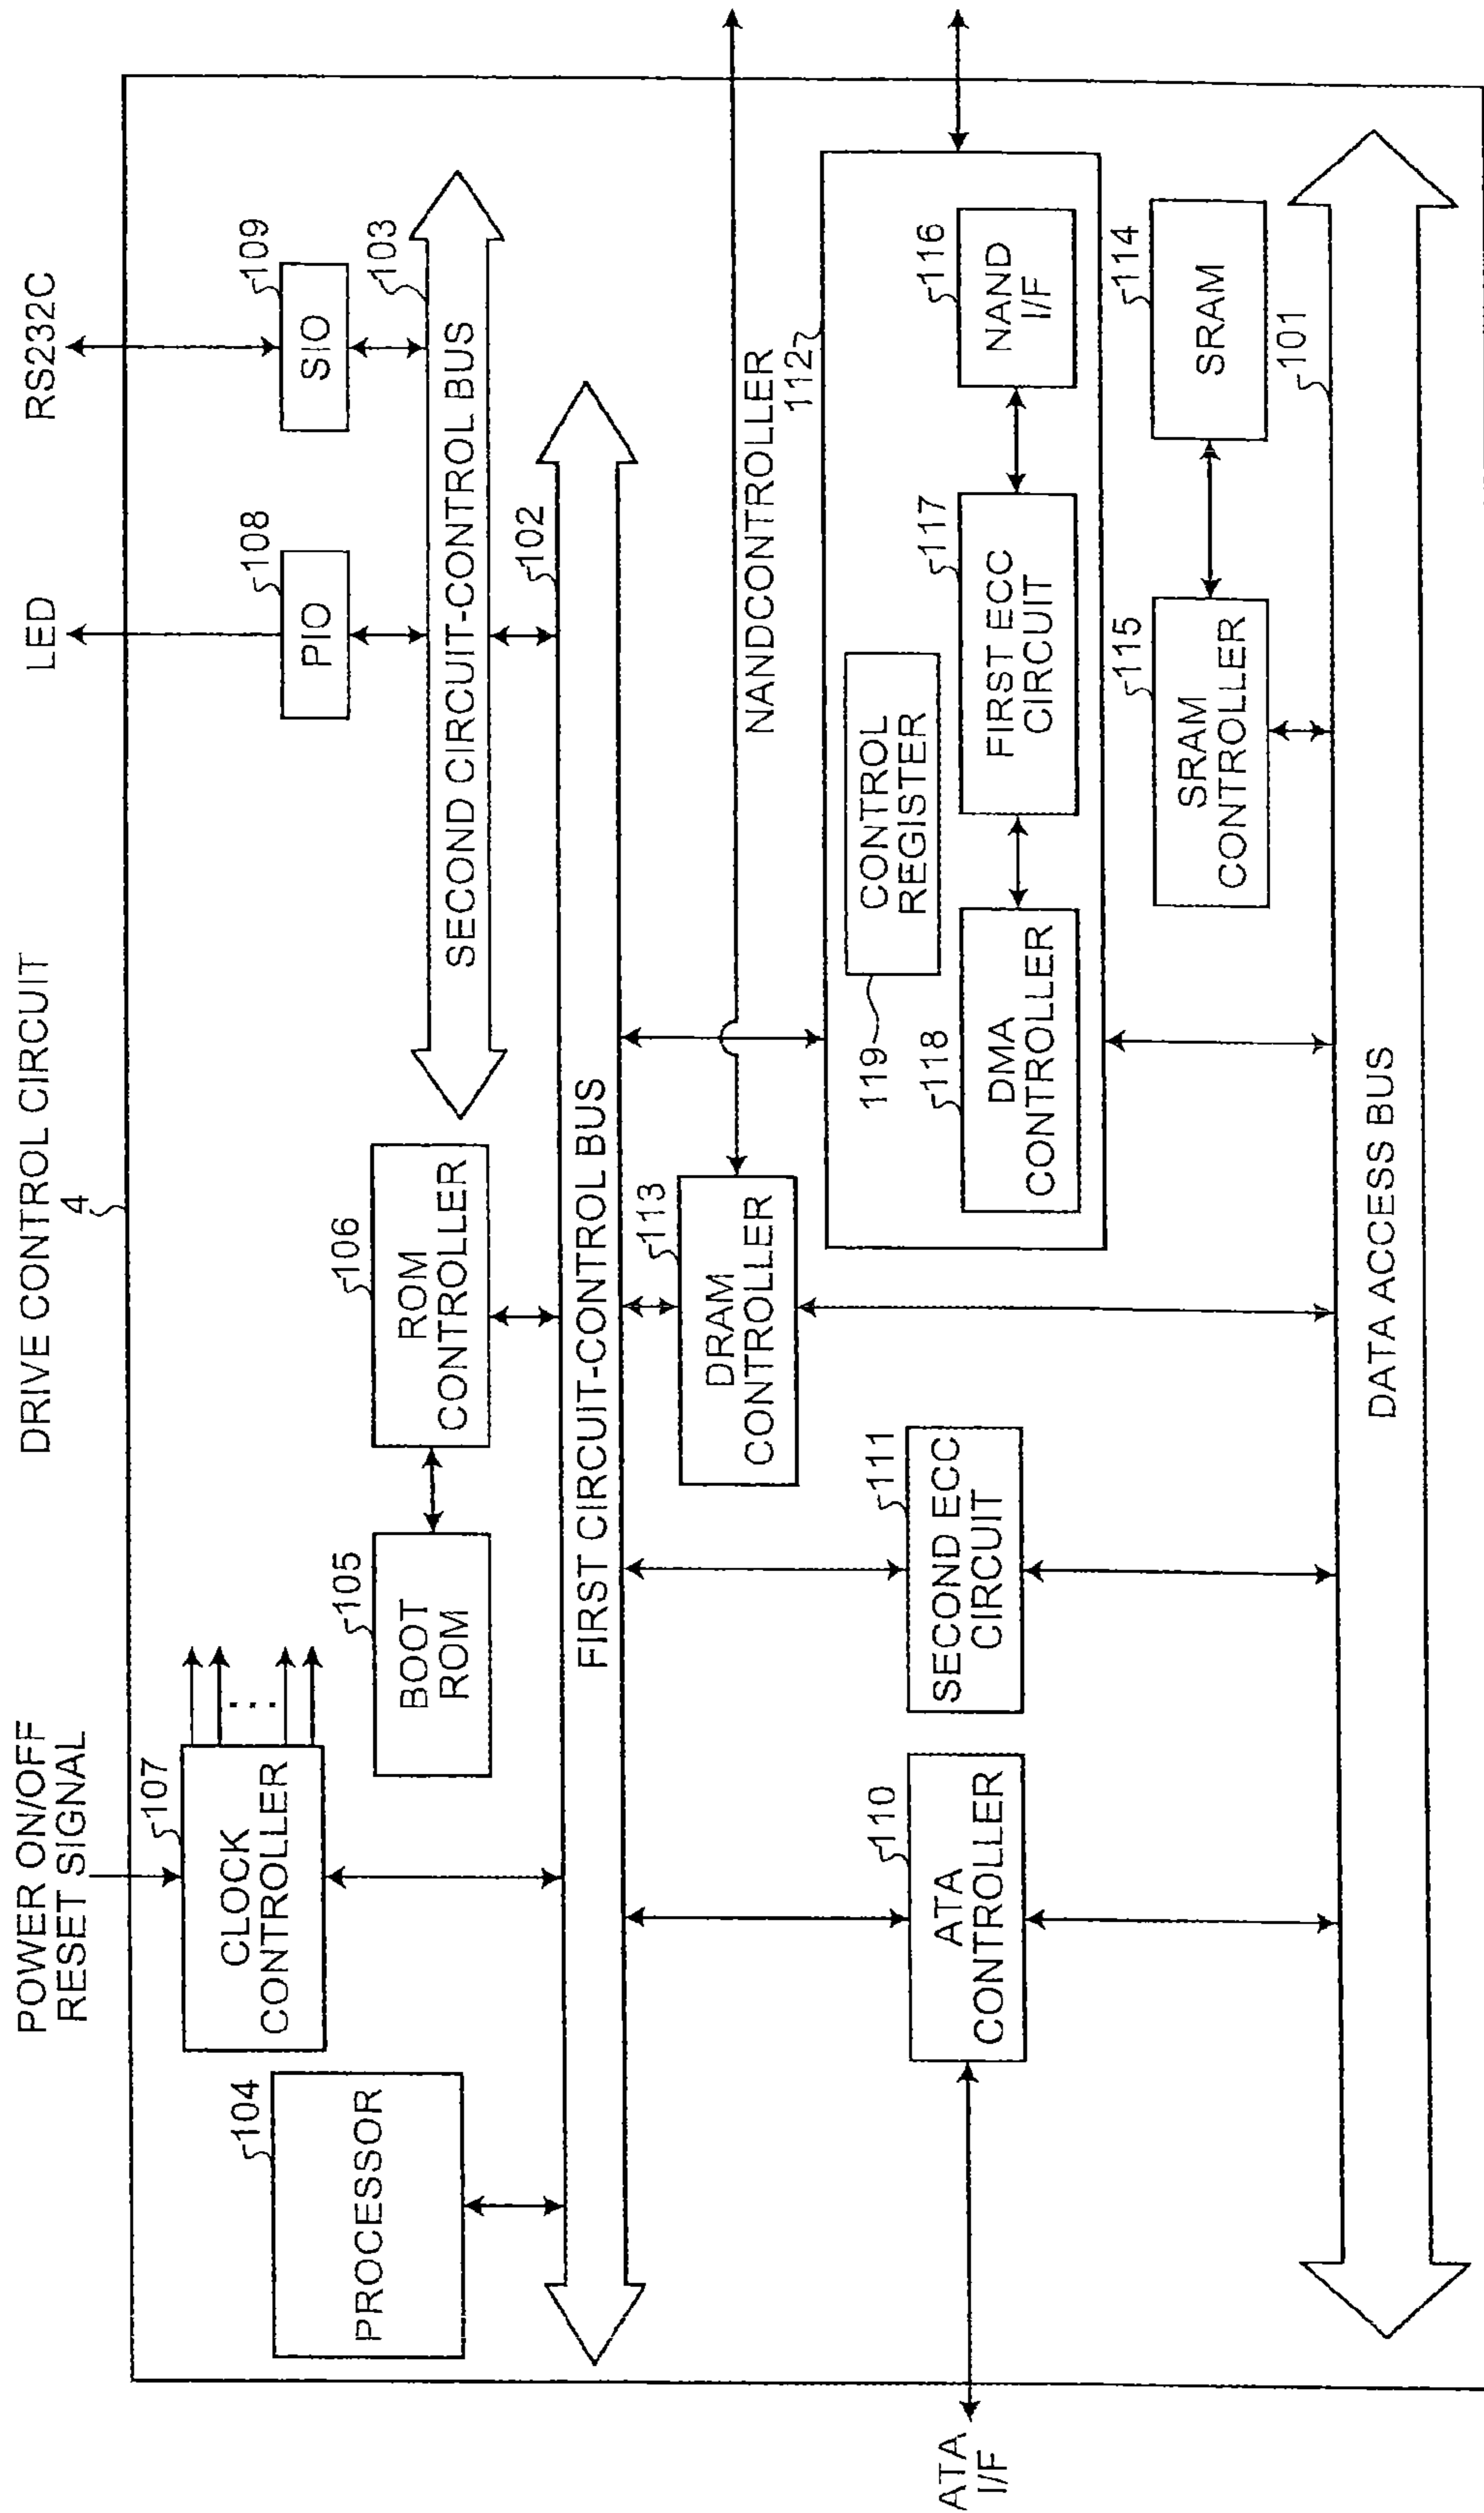 DRIVE CONTROL CIRCUIT
4
POWER ON/OFF
RESET SIGNAL
LED
RS232C
107
CLOCK
CONTROLLER
104
PROCESSOR
105
BOOT
ROM
106
ROM
CONTROLLER
108
PIO
109
SIO
103
SECOND CIRCUIT-CONTROL BUS
102
FIRST CIRCUIT-CONTROL BUS
ATA
I/F
110
ATA
CONTROLLER
111
SECOND ECC
CIRCUIT
113
DRAM
CONTROLLER
NANDCONTROLLER
112
119
CONTROL
REGISTER
118
DMA
CONTROLLER
117
FIRST ECC
CIRCUIT
116
NAND
I/F
115
SRAM
CONTROLLER
114
SRAM
101
DATA ACCESS BUS